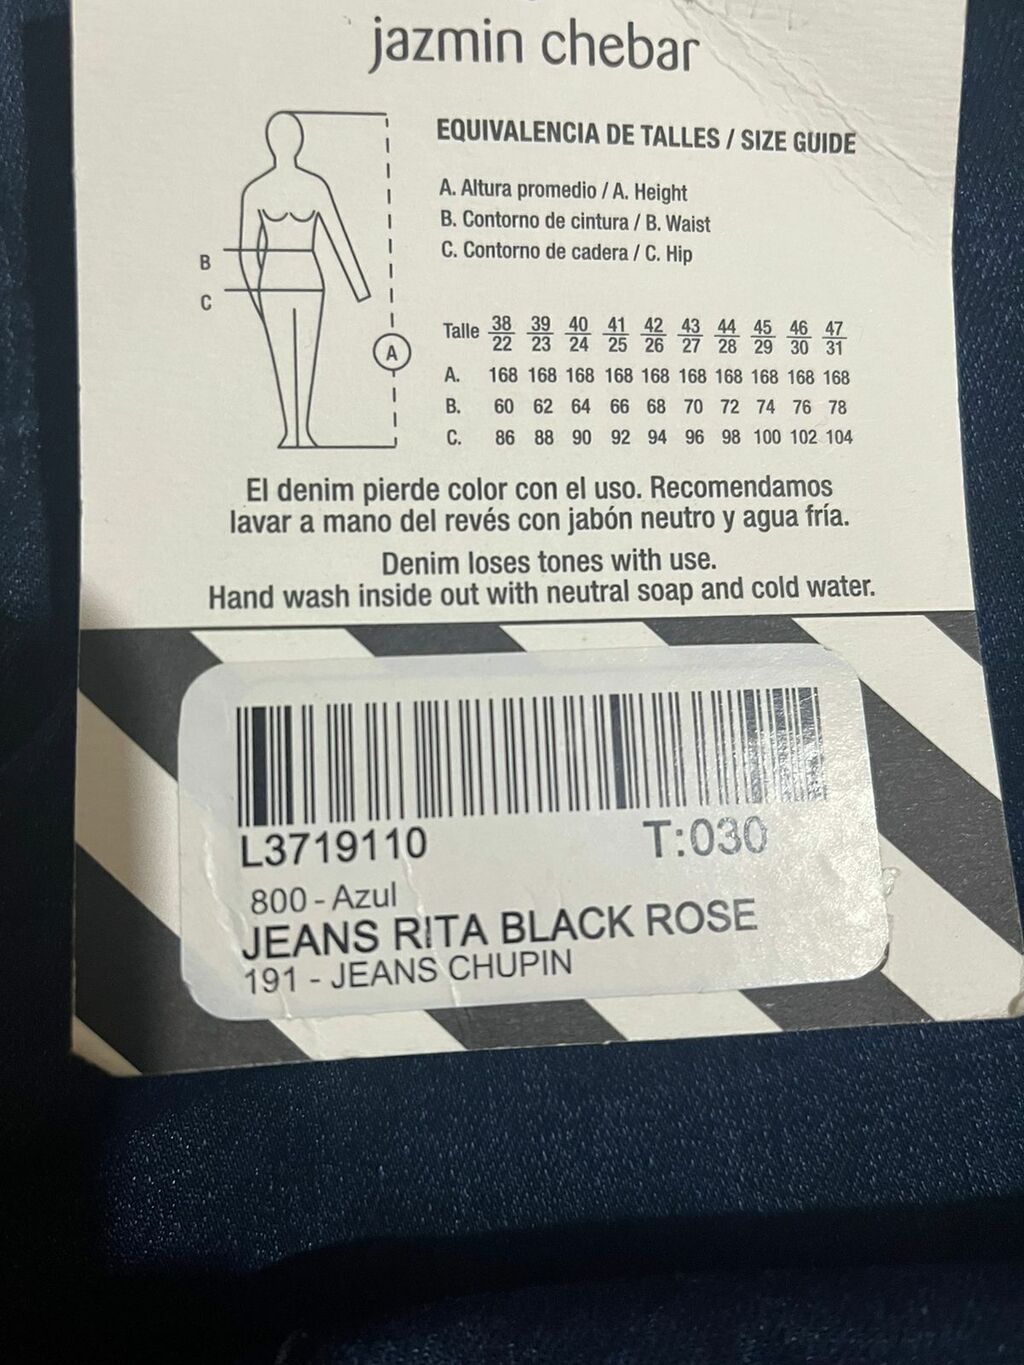 jazmin chebar
EQUIVALENCIA DE TALLES / SIZE GUIDE
A. Altura promedio / A. Height
B. Contorno de cintura / B. Waist
C. Contorno de cadera / C. Hip
B
C
A
Talle 38/22 39/23 40/24 41/25 42/26 43/27 44/28 45/29 46/30 47/31
A. 168 168 168 168 168 168 168 168 168 168
B. 60 62 64 66 68 70 72 74 76 78
C. 86 88 90 92 94 96 98 100 102 104
El denim pierde color con el uso. Recomendamos
lavar a mano del revés con jabón neutro y agua fría.
Denim loses tones with use.
Hand wash inside out with neutral soap and cold water.
L3719110 T:030
800 - Azul
JEANS RITA BLACK ROSE
191 - JEANS CHUPIN